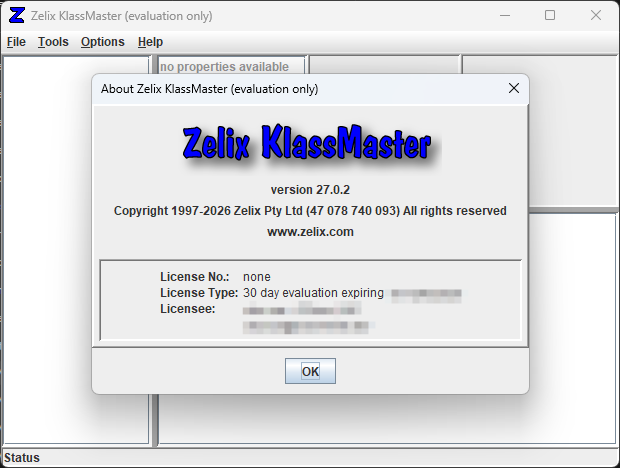 Zelix KlassMaster (evaluation only)
File Tools Options Help
no properties available
About Zelix KlassMaster (evaluation only)
Zelix KlassMaster
version 27.0.2
Copyright 1997-2026 Zelix Pty Ltd (47 078 740 093) All rights reserved
www.zelix.com
License No.: none
License Type: 30 day evaluation expiring
Licensee:
OK
Status